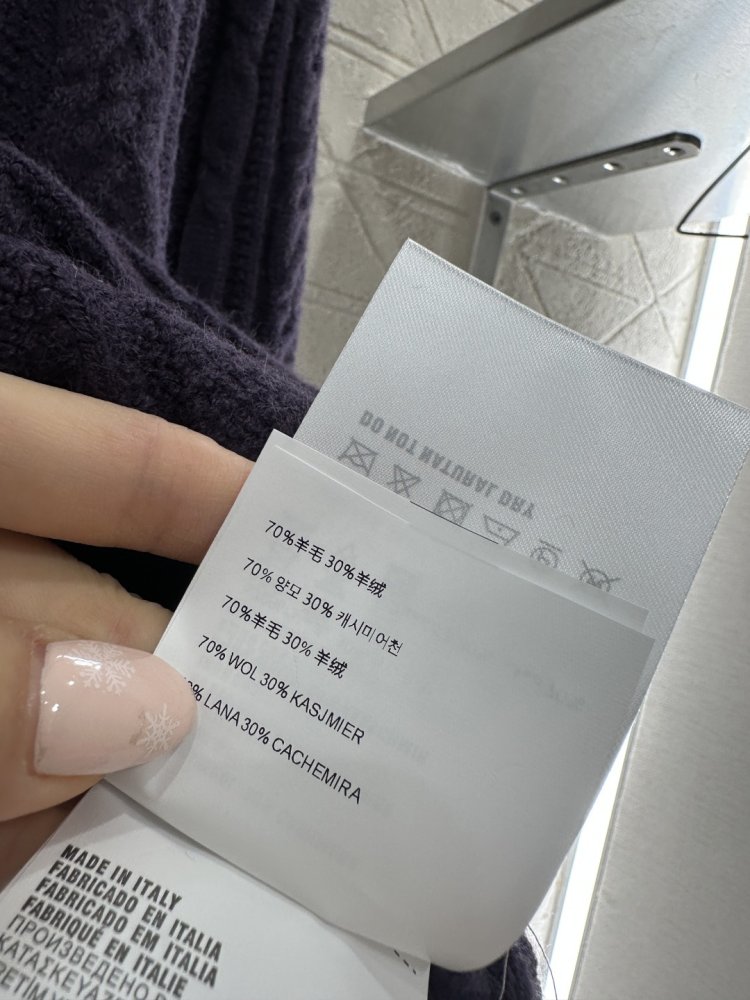 DO NOT NATURAL DRY
70%羊毛 30%羊绒
70% 양모 30% 캐시미어천
70%羊毛 30% 羊绒
70% WOL 30% KASJMIER
LANA 30% CACHEMIRA
MADE IN ITALY
FABRICADO EN ITALIA
FABRICADO EM ITALIA
FABRIQUÉ EN ITALIE
ПРОИЗВЕДЕНО В